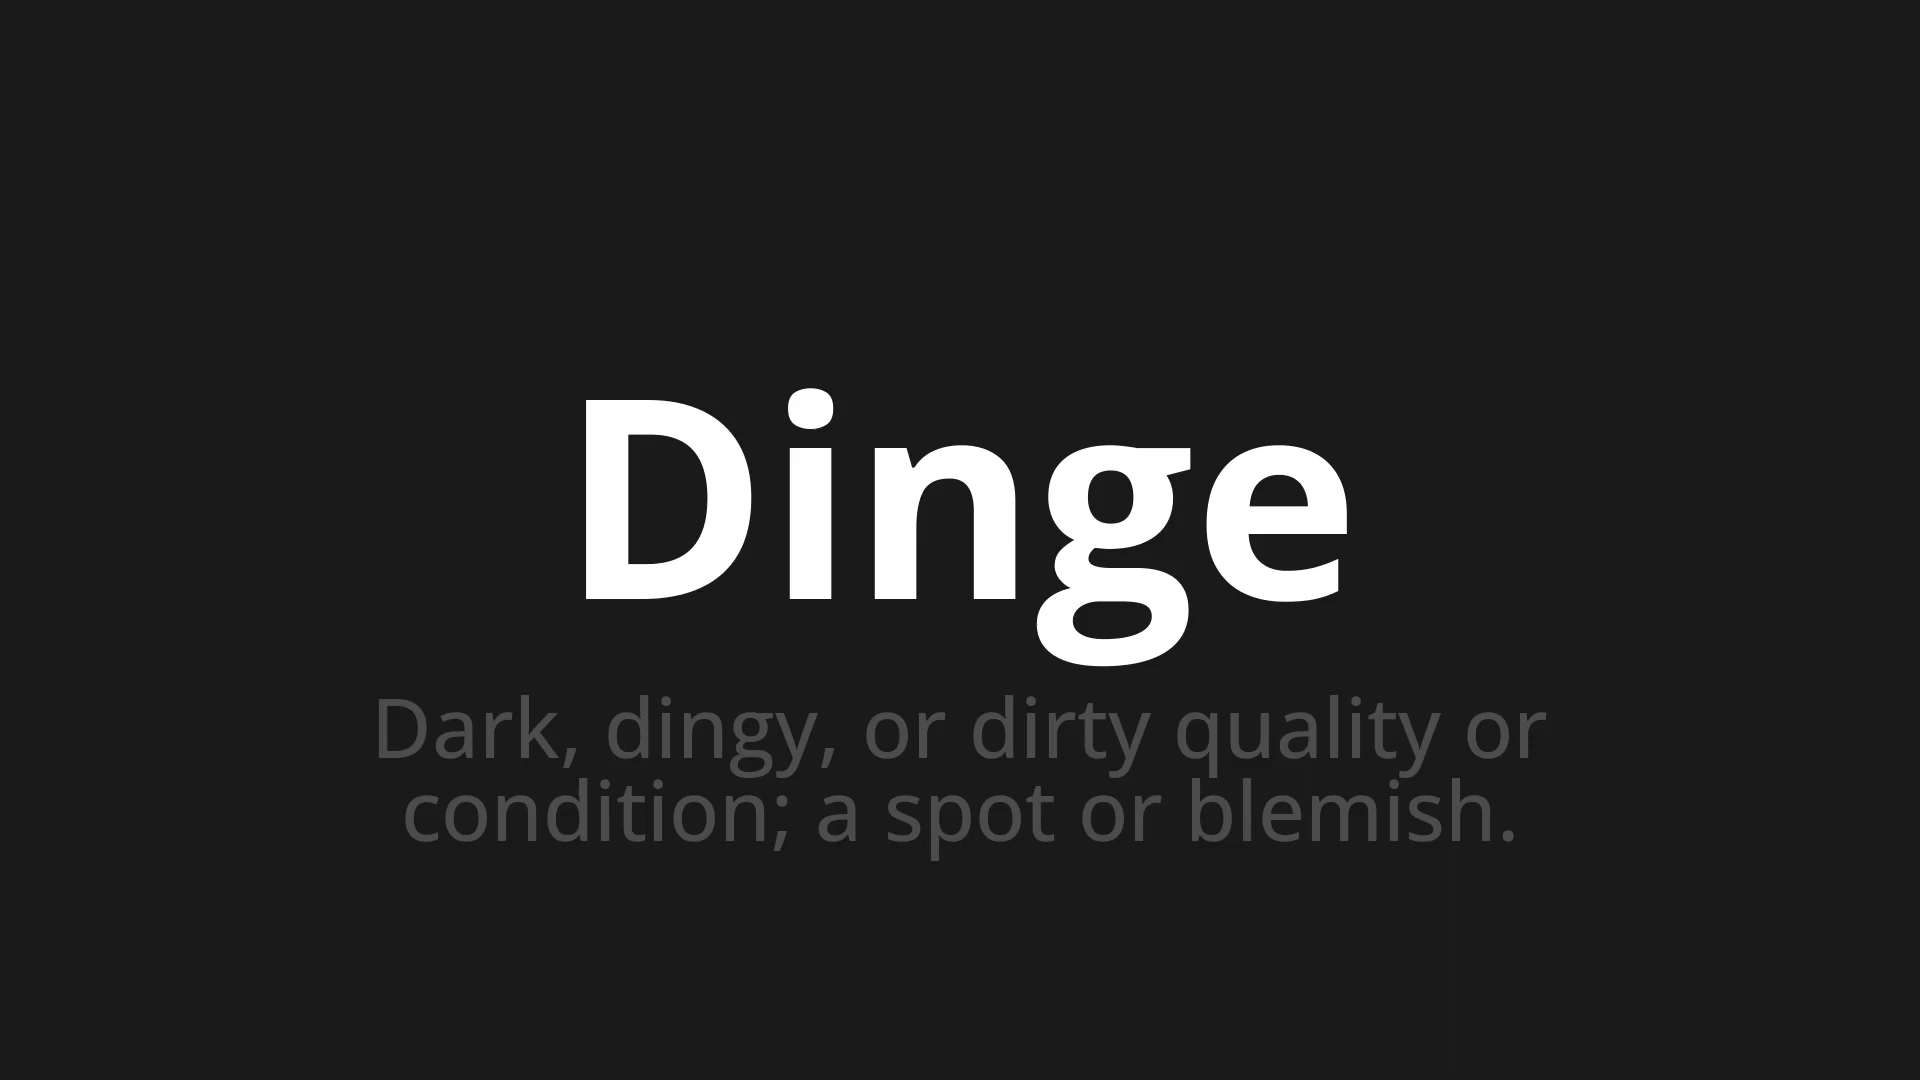 Dinge
Dark, dingy, or dirty quality or
condition; a spot or blemish.